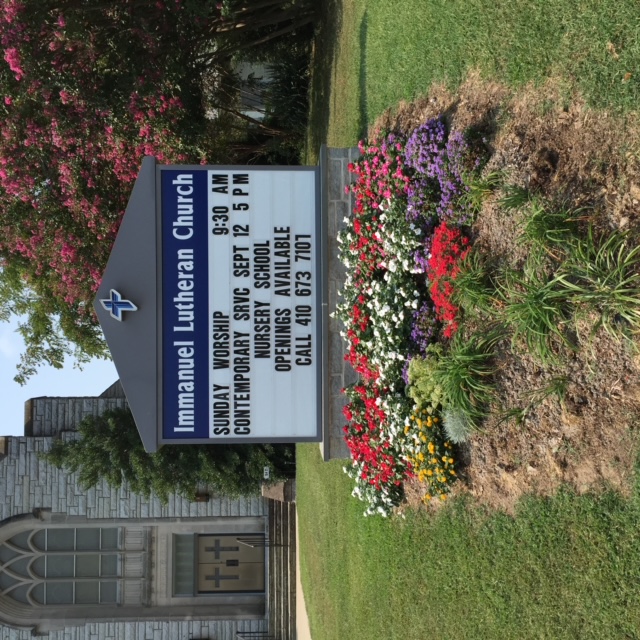 Immanuel Lutheran Church
SUNDAY WORSHIP 9:30 AM
CONTEMPORARY SRVC SEPT 12 5 PM
NURSERY SCHOOL
OPENINGS AVAILABLE
CALL 410 673 7101